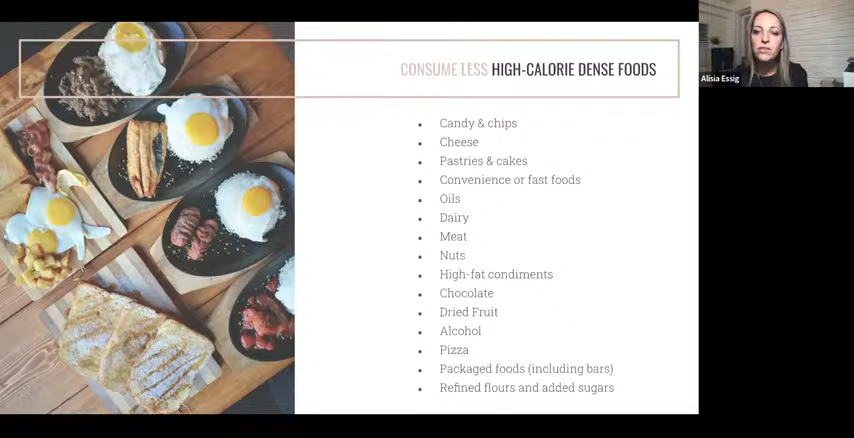 CONSUME LESS HIGH-CALORIE DENSE FOODS
Alisia Essig
• Candy & chips
• Cheese
• Pastries & cakes
• Convenience or fast foods
• Oils
• Dairy
• Meat
• Nuts
• High-fat condiments
• Chocolate
• Dried Fruit
• Alcohol
• Pizza
• Packaged foods (including bars)
• Refined flours and added sugars